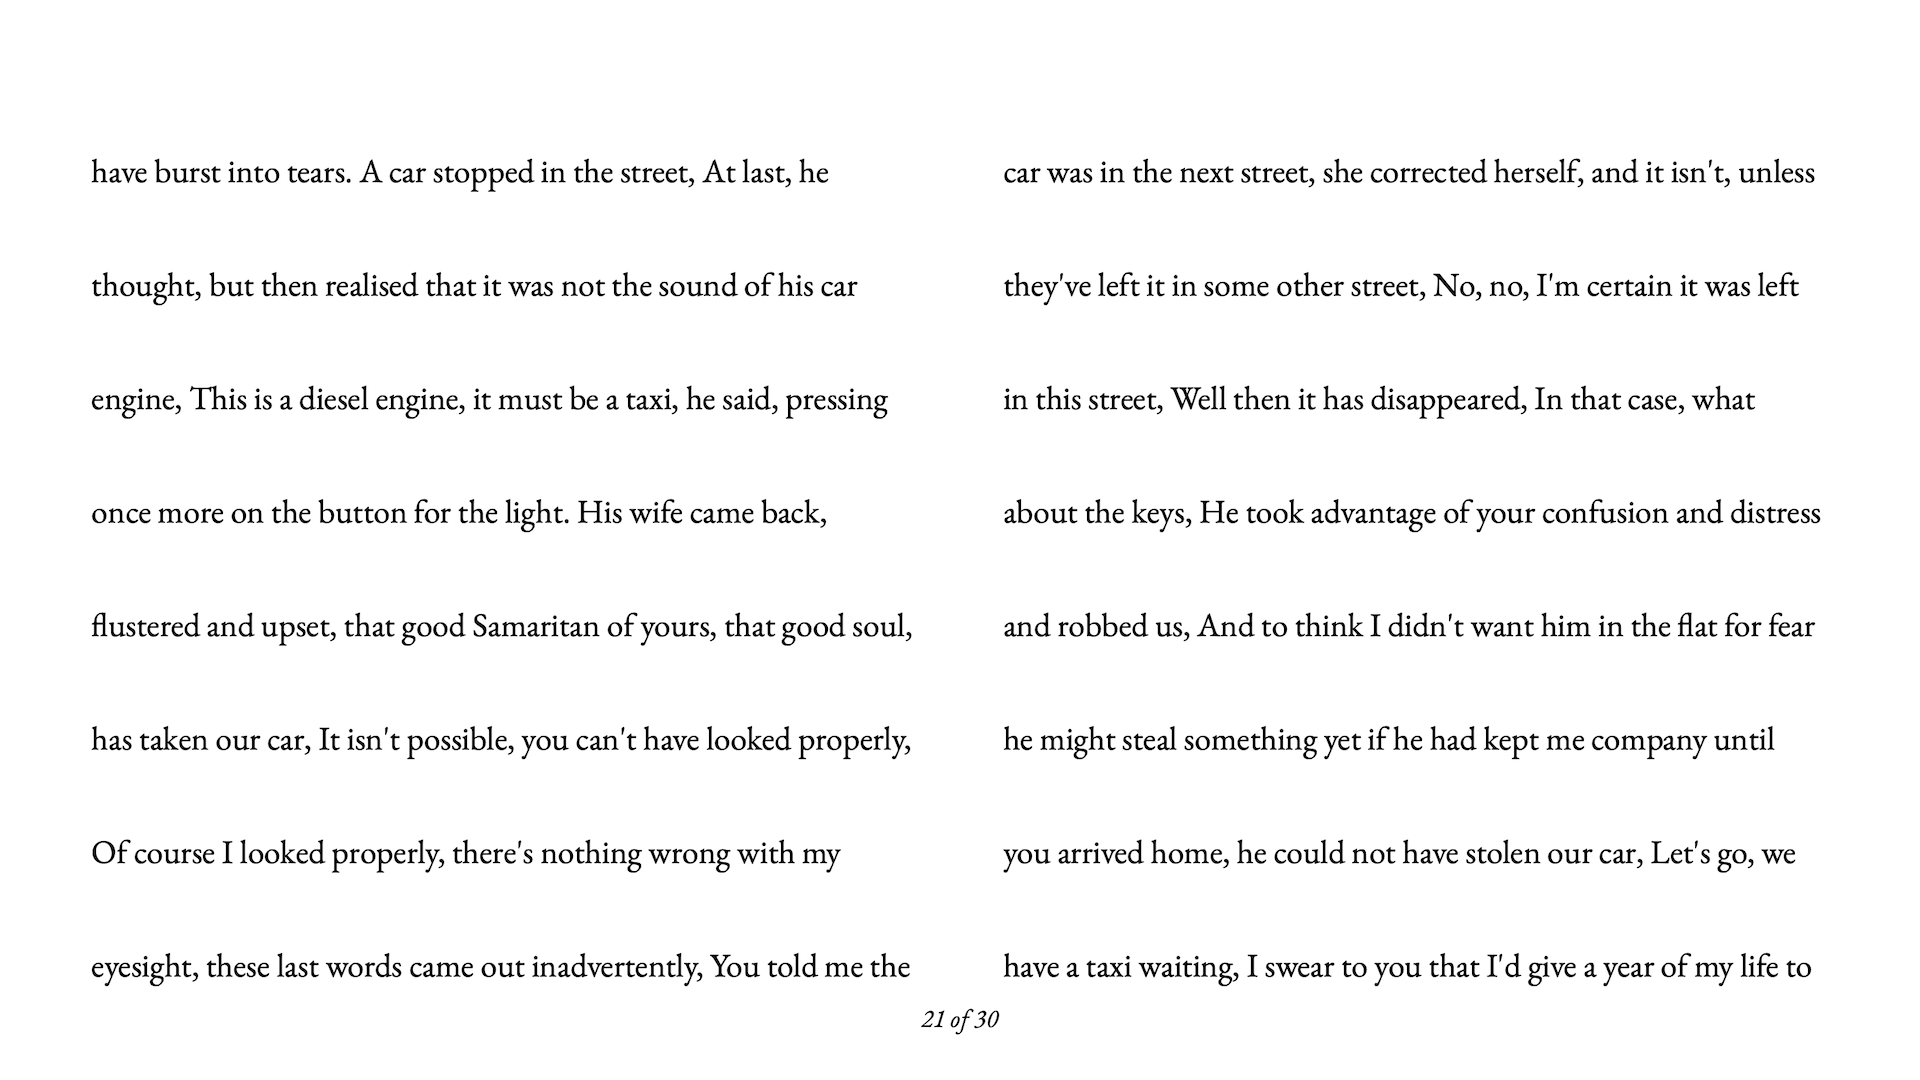 have burst into tears. A car stopped in the street, At last, he
thought, but then realised that it was not the sound of his car
engine, This is a diesel engine, it must be a taxi, he said, pressing
once more on the button for the light. His wife came back,
flustered and upset, that good Samaritan of yours, that good soul,
has taken our car, It isn't possible, you can't have looked properly,
Of course I looked properly, there's nothing wrong with my
eyesight, these last words came out inadvertently, You told me the
car was in the next street, she corrected herself, and it isn't, unless
they've left it in some other street, No, no, I'm certain it was left
in this street, Well then it has disappeared, In that case, what
about the keys, He took advantage of your confusion and distress
and robbed us, And to think I didn't want him in the flat for fear
he might steal something yet if he had kept me company until
you arrived home, he could not have stolen our car, Let's go, we
have a taxi waiting, I swear to you that I'd give a year of my life to
21 of 30